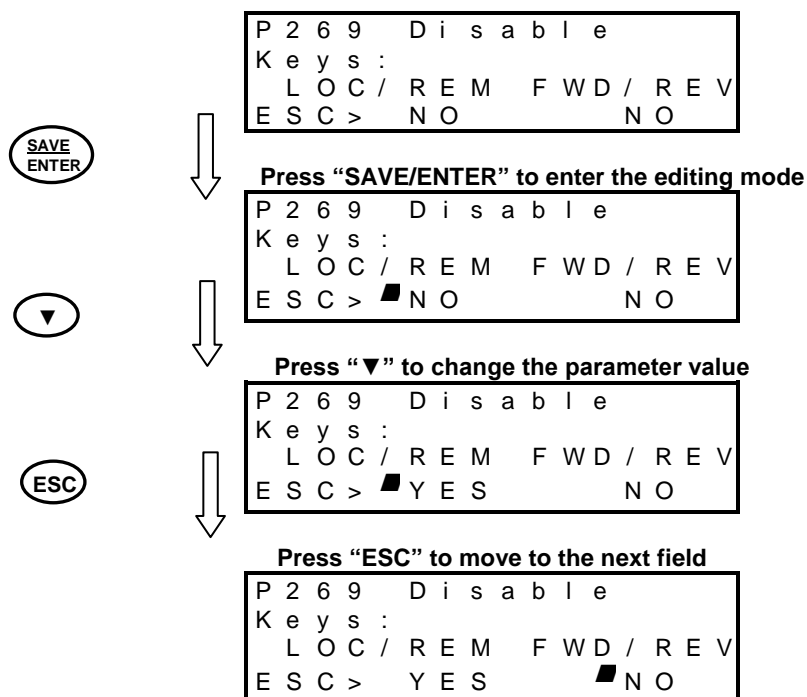 P269 Disable
Keys:
LOC/REM FWD/REV
ESC> NO NO
SAVE
ENTER
Press “SAVE/ENTER” to enter the editing mode
P269 Disable
Keys:
LOC/REM FWD/REV
ESC> NO NO
▼
Press “▼” to change the parameter value
P269 Disable
Keys:
LOC/REM FWD/REV
ESC> YES NO
ESC
Press “ESC” to move to the next field
P269 Disable
Keys:
LOC/REM FWD/REV
ESC> YES NO